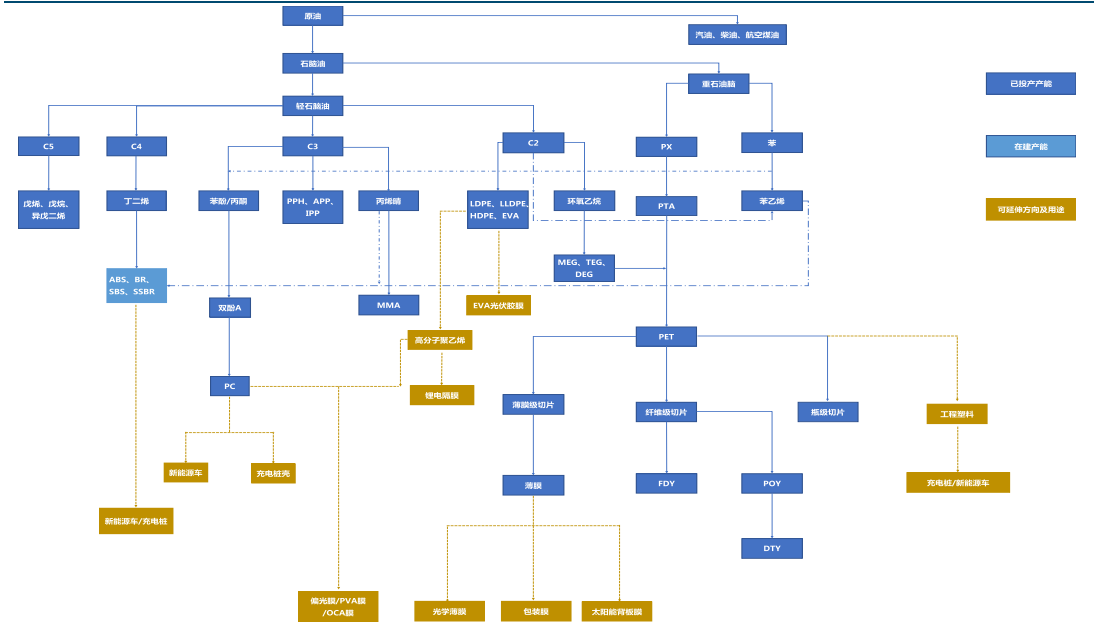 原油
汽油、柴油、航空煤油
石脑油
重石油脑
已投产产能
轻石脑油
C5
C4
C3
C2
PX
苯
在建产能
戊烯、戊烷、
异戊二烯
丁二烯
苯酚/丙酮
PPH、APP、
IPP
丙烯腈
LDPE、LLDPE、
HDPE、EVA
环氧乙烷
PTA
苯乙烯
可延伸方向及用途
MEG、TEG、
DEG
ABS、BR、
SBS、SSBR
双酚A
MMA
EVA光伏胶膜
高分子聚乙烯
PET
PC
锂电隔膜
薄膜级切片
纤维级切片
瓶级切片
工程塑料
新能源车
充电桩壳
薄膜
FDY
POY
充电桩/新能源车
新能源车/充电桩
DTY
偏光膜/PVA膜
/OCA膜
光学薄膜
包装膜
太阳能背板膜